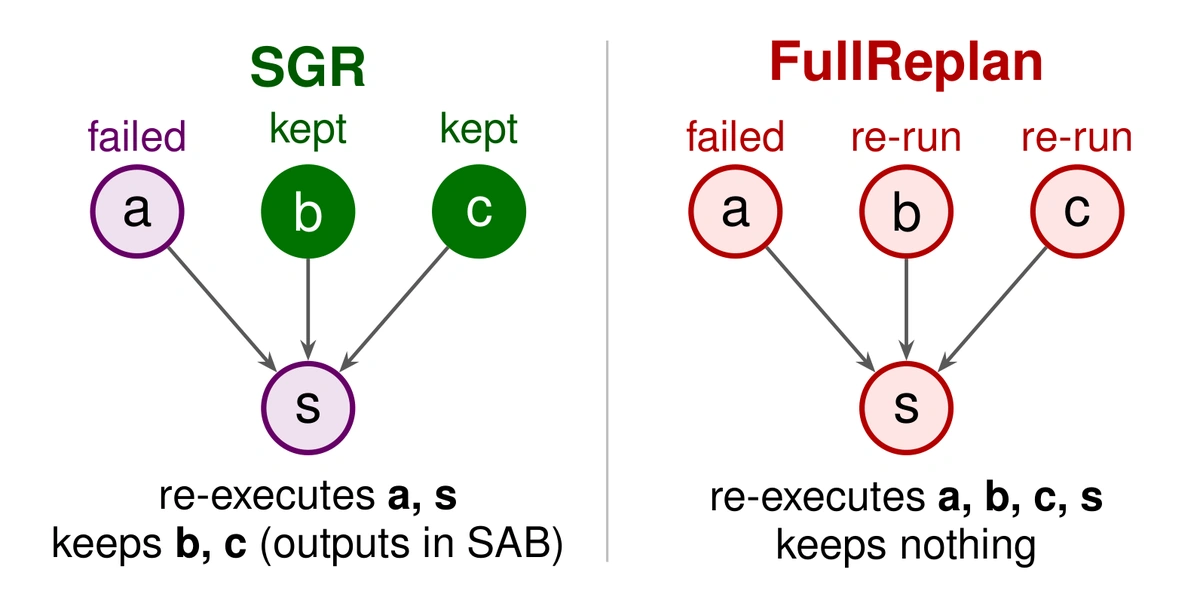 SGR
failed kept kept
a b c
s
re-executes a, s
keeps b, c (outputs in SAB)
FullReplan
failed re-run re-run
a b c
s
re-executes a, b, c, s
keeps nothing